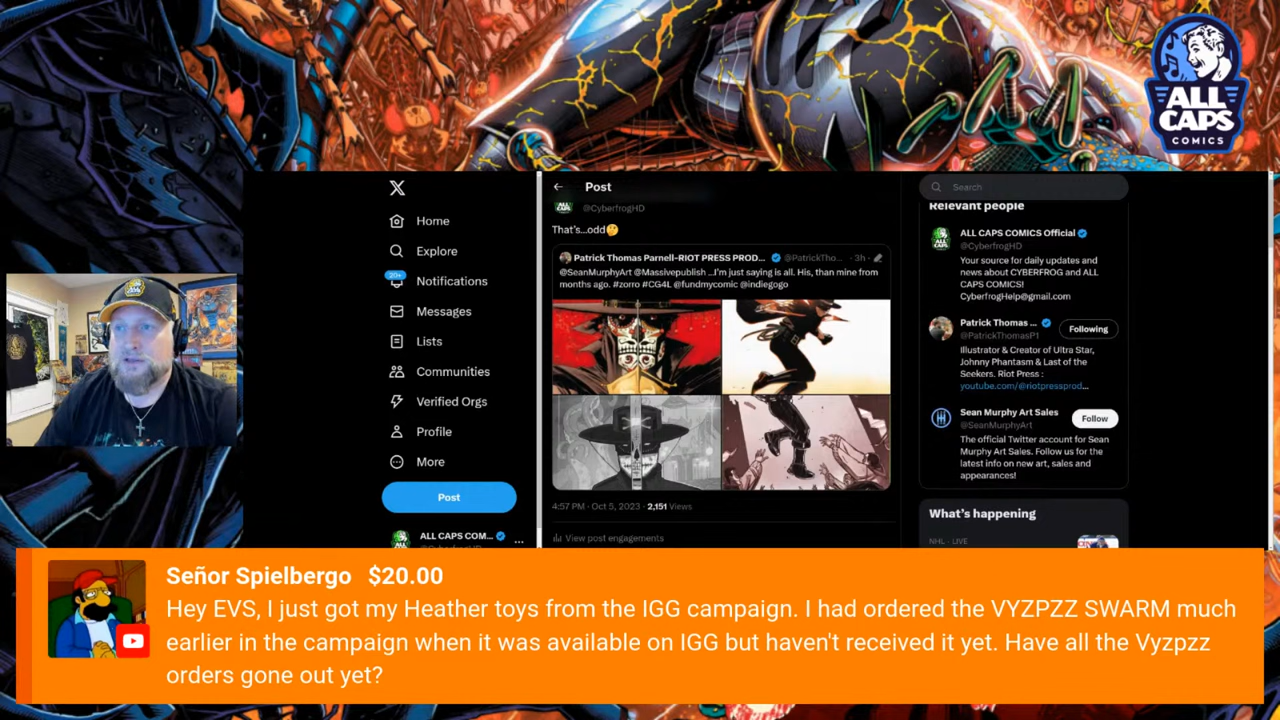 ALL
CAPS
COMICS
X
Home
Explore
20+
Notifications
Messages
Lists
Communities
Verified Orgs
Profile
More
Post
ALL CAPS COM...
Post
@CyberfrogHD
That's...odd🤔
Patrick Thomas Parnell-RIOT PRESS PROD... @PatrickTho... · 3h ·
@SeanMurphyArt @Massivepublish ...I'm just saying is all. His, than mine from
months ago. #zorro #CG4L @fundmycomic @indiegogo
4:57 PM · Oct 5, 2023 · 2,151 Views
View post engagements
Search
Relevant people
ALL CAPS COMICS Official
@CyberfrogHD
Your source for daily updates and
news about CYBERFROG and ALL
CAPS COMICS!
CyberfrogHelp@gmail.com
Patrick Thomas ...
@PatrickThomasP1
Following
Illustrator & Creator of Ultra Star,
Johnny Phantasm & Last of the
Seekers. Riot Press :
youtube.com/@riotpressprod...
Sean Murphy Art Sales
@SeanMurphyArt
Follow
The official Twitter account for Sean
Murphy Art Sales. Follow us for the
latest info on new art, sales and
appearances!
What's happening
NHL · LIVE
Señor Spielbergo $20.00
Hey EVS, I just got my Heather toys from the IGG campaign. I had ordered the VYZPZZ SWARM much
earlier in the campaign when it was available on IGG but haven't received it yet. Have all the Vyzpzz
orders gone out yet?